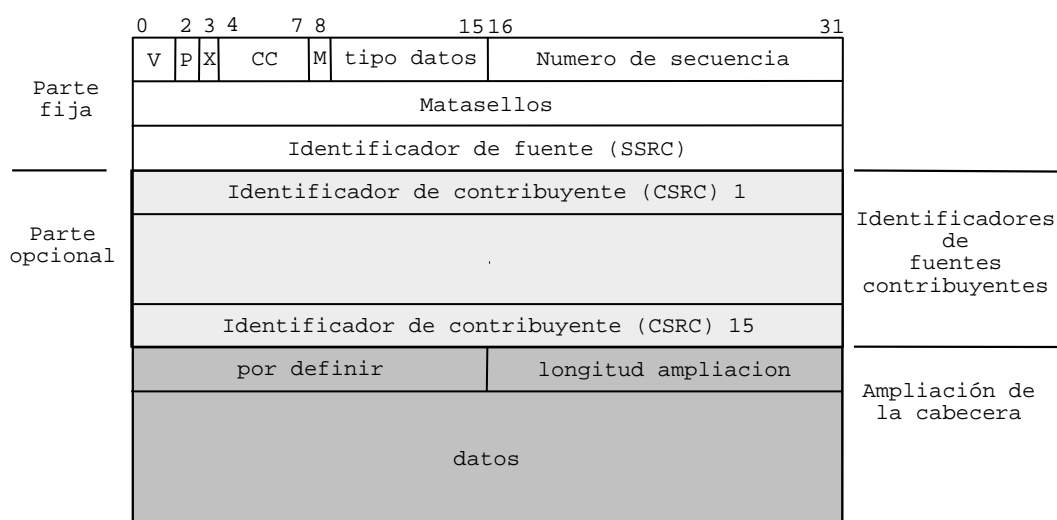 0 2 3 4 7 8 15 16 31
V P X CC M tipo datos Numero de secuencia
Parte
fija
Matasellos
Identificador de fuente (SSRC)
Identificador de contribuyente (CSRC) 1
Parte
opcional
Identificadores
de
fuentes
contribuyentes
Identificador de contribuyente (CSRC) 15
por definir longitud ampliacion
Ampliación de
la cabecera
datos